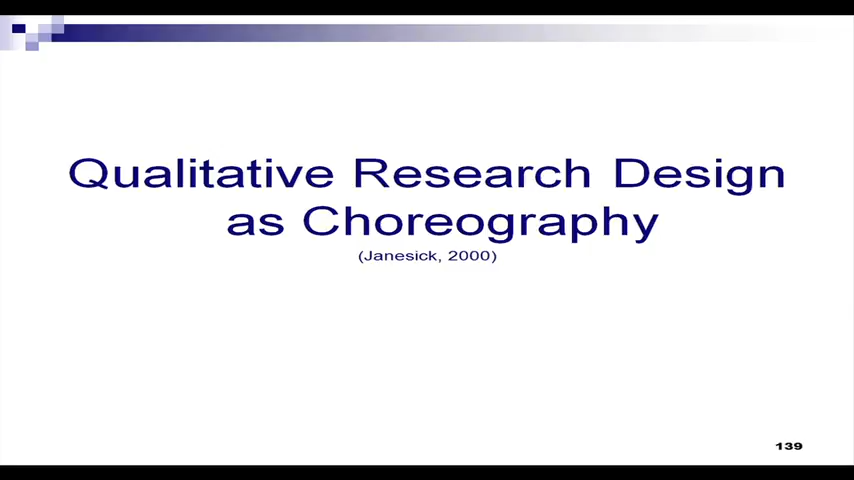 Qualitative Research Design
as Choreography
(Janesick, 2000)
139